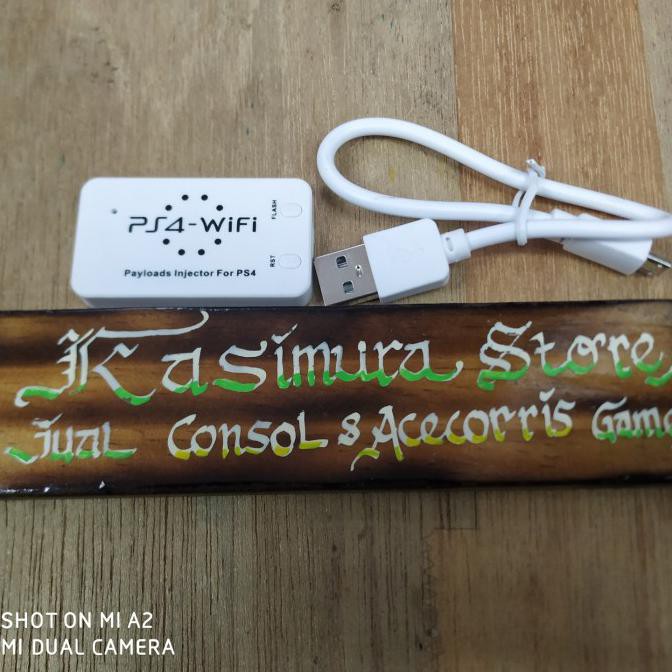 PS4-WiFi
FLASH
RST
Payloads Injector For PS4
Kasimura Store
Jual Consol & Acecorris Game
SHOT ON MI A2
MI DUAL CAMERA